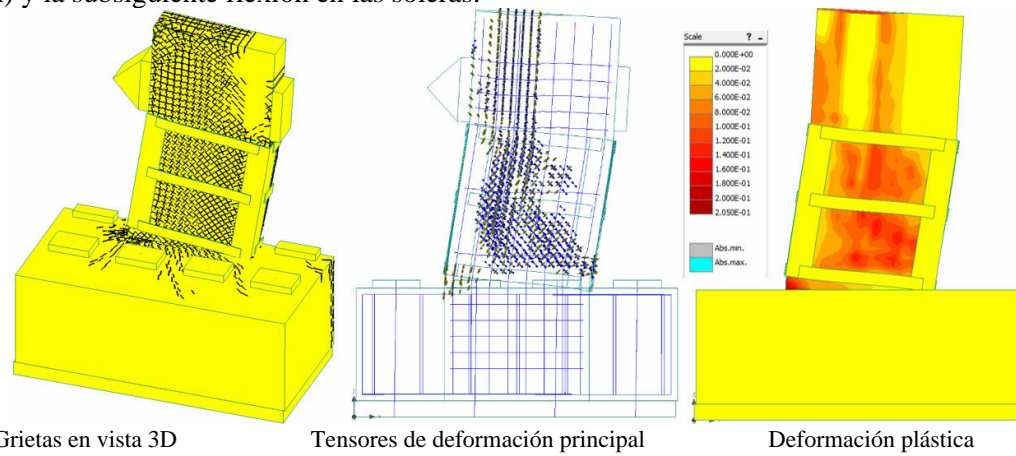 y la subsiguiente flexión en las soleras.
Scale ? _
0.000E+00
2.000E-02
4.000E-02
6.000E-02
8.000E-02
1.000E-01
1.200E-01
1.400E-01
1.600E-01
1.800E-01
2.000E-01
2.050E-01
Abs.min.
Abs.max.
Grietas en vista 3D
Tensores de deformación principal
Deformación plástica